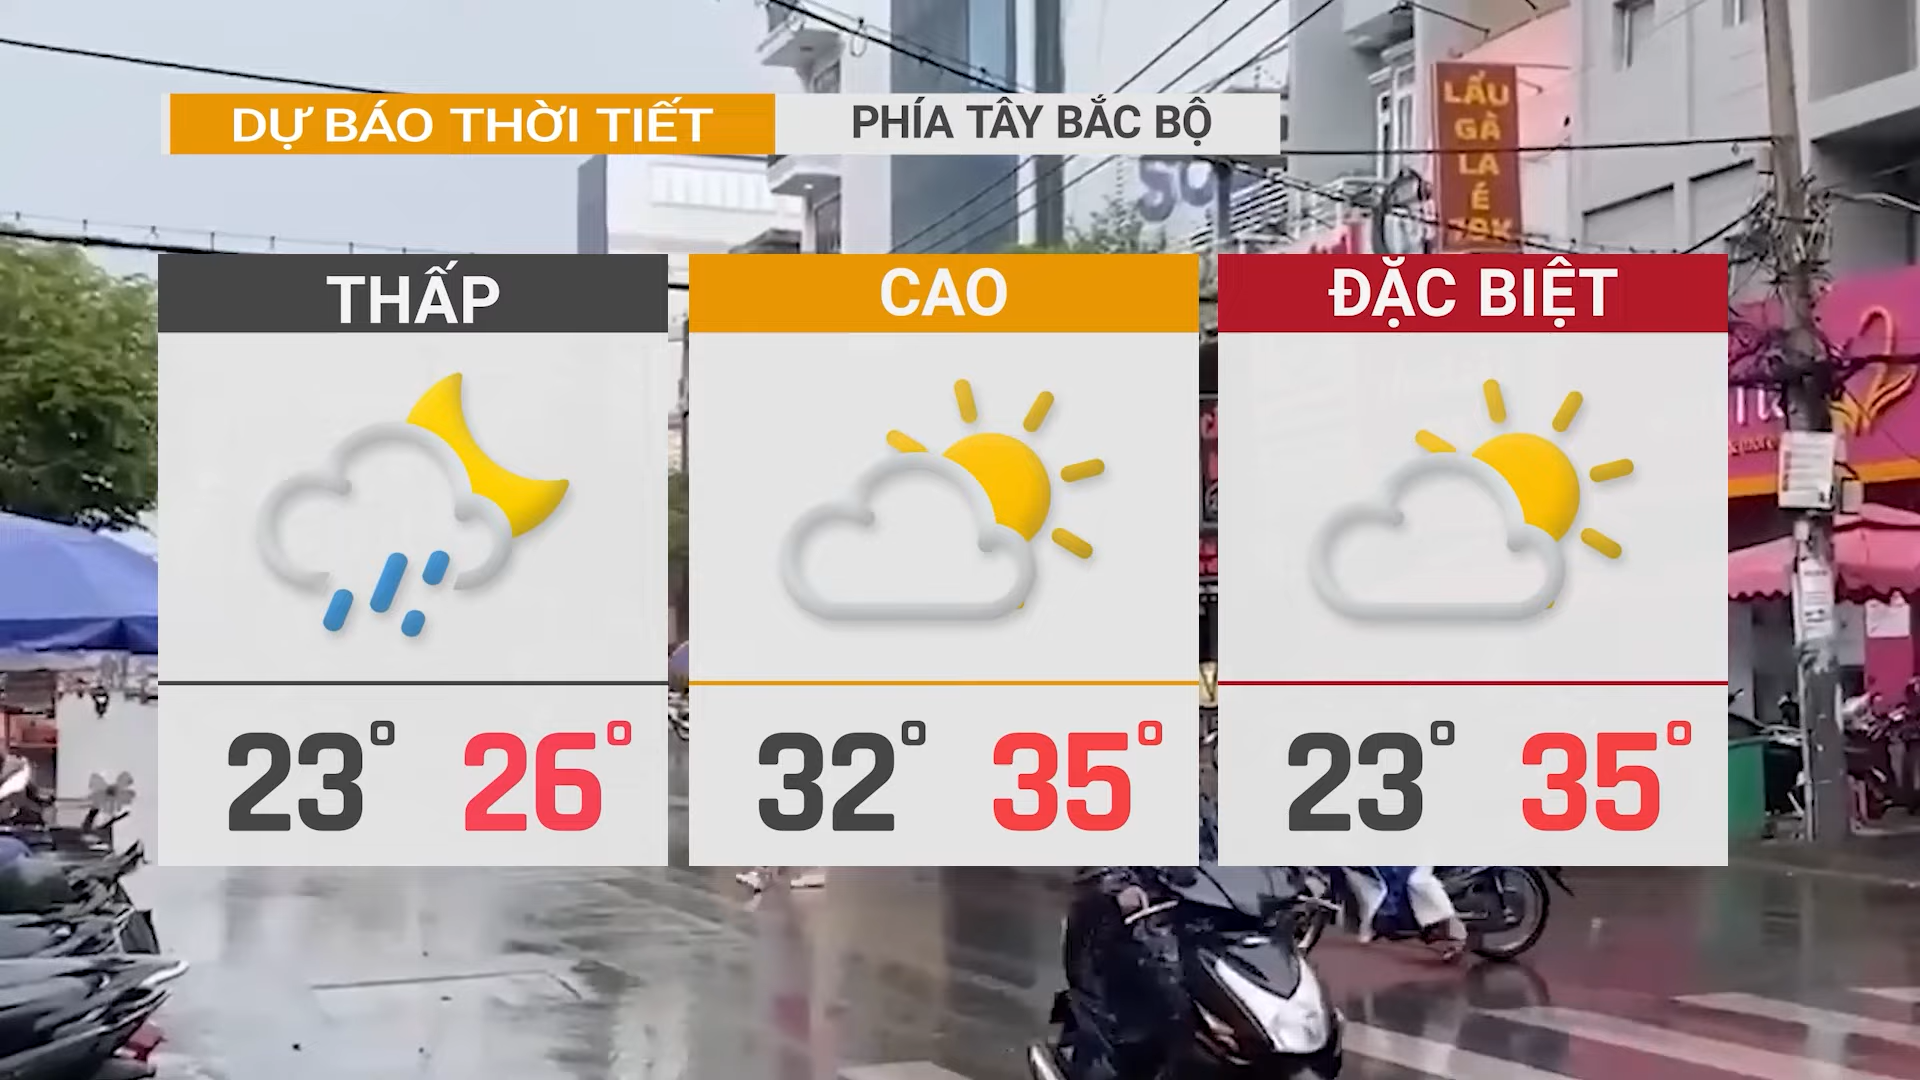 DỰ BÁO THỜI TIẾT
PHÍA TÂY BẮC BỘ
LẨU
GÀ
LÁ
É
THẤP
CAO
ĐẶC BIỆT
23°
26°
32°
35°
23°
35°